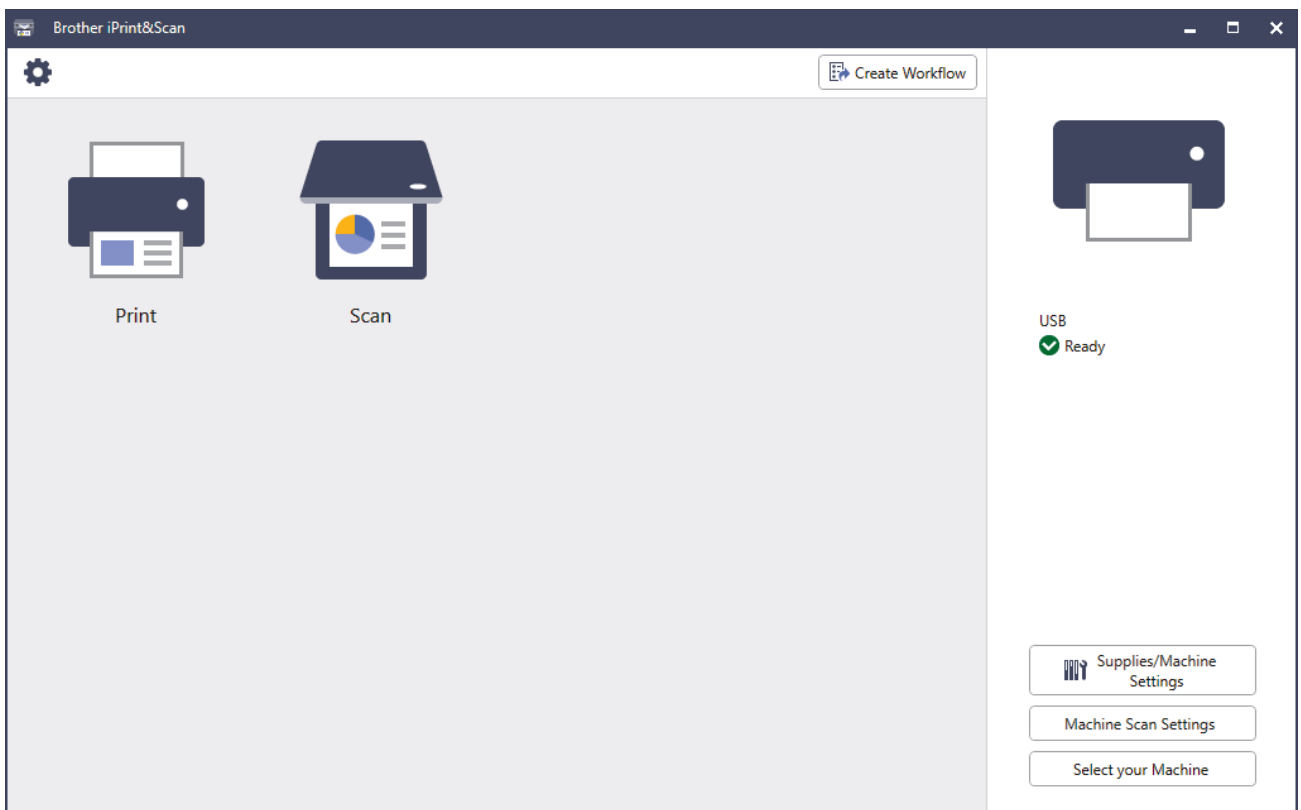 Brother iPrint&Scan
Create Workflow
Print
Scan
USB
Ready
Supplies/Machine
Settings
Machine Scan Settings
Select your Machine